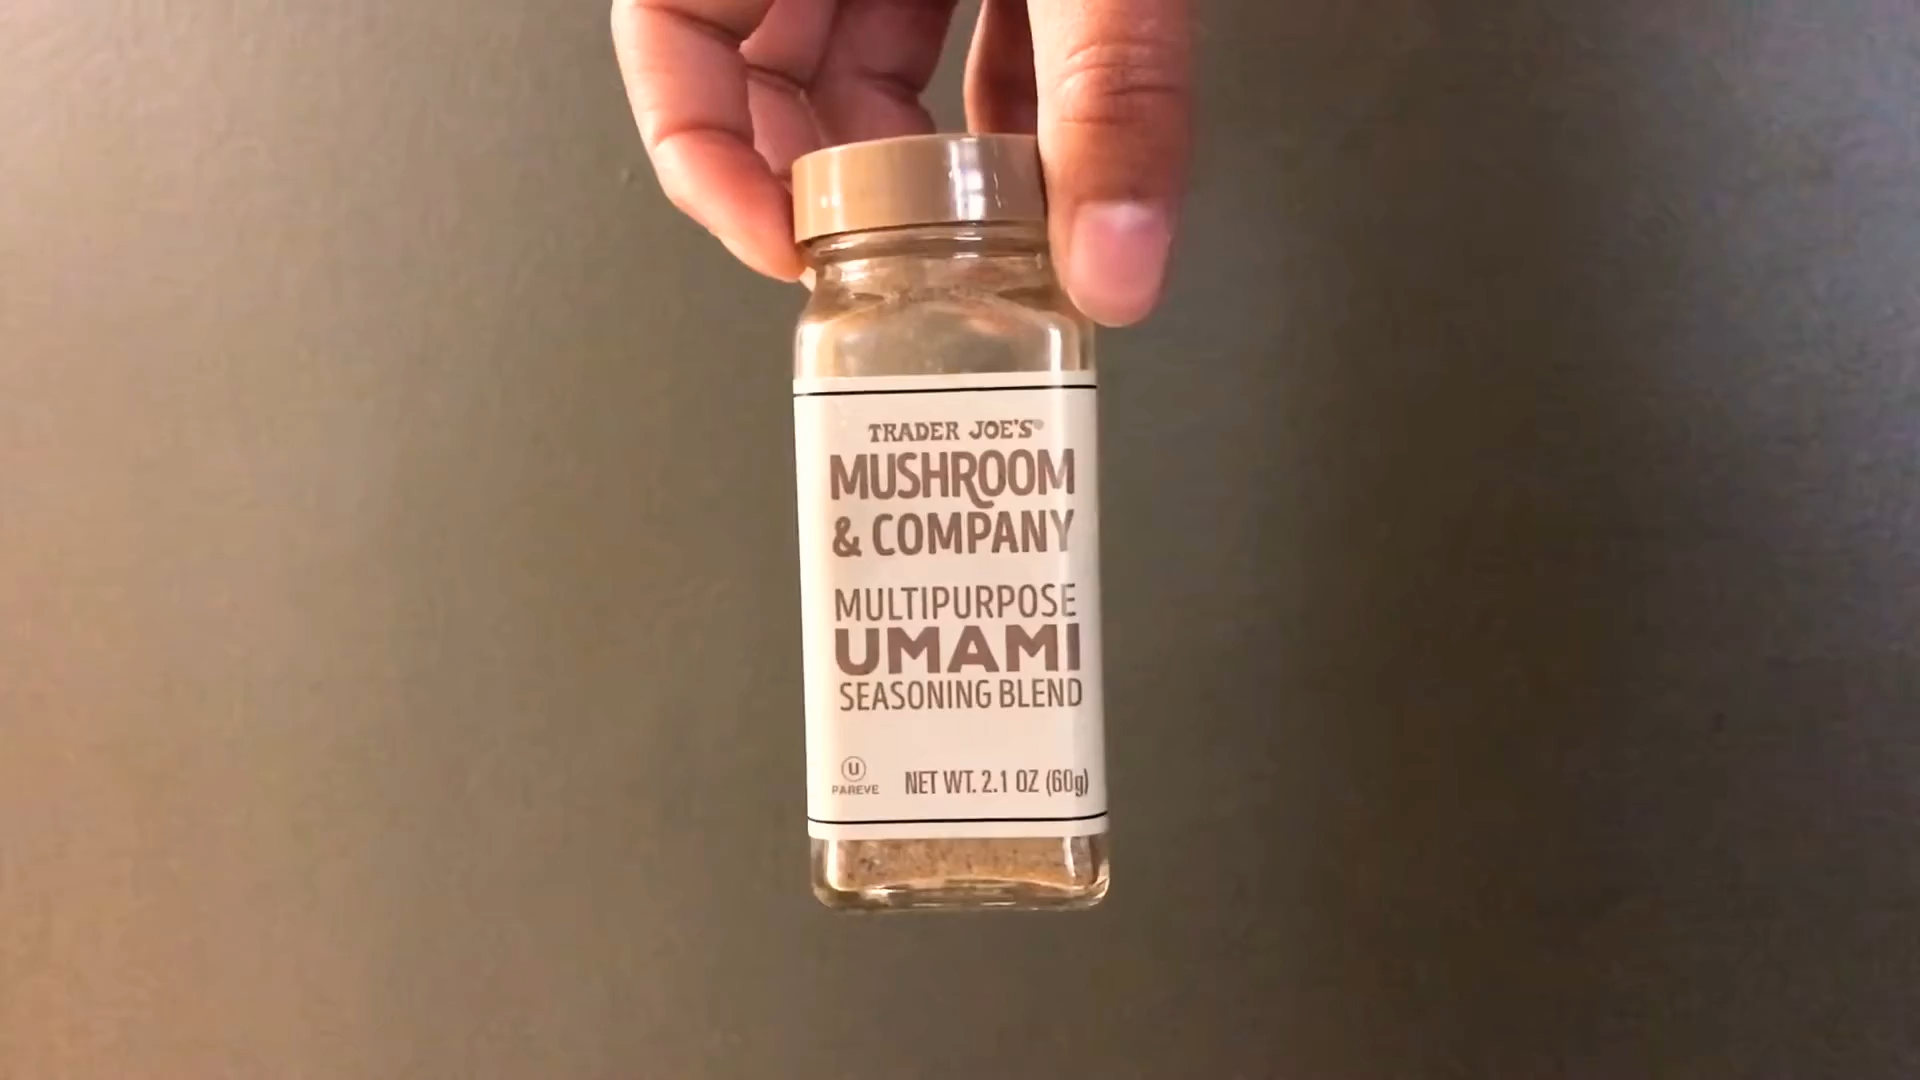 TRADER JOE'S®
MUSHROOM
& COMPANY
MULTIPURPOSE
UMAMI
SEASONING BLEND
U
PAREVE
NET WT. 2.1 OZ (60g)